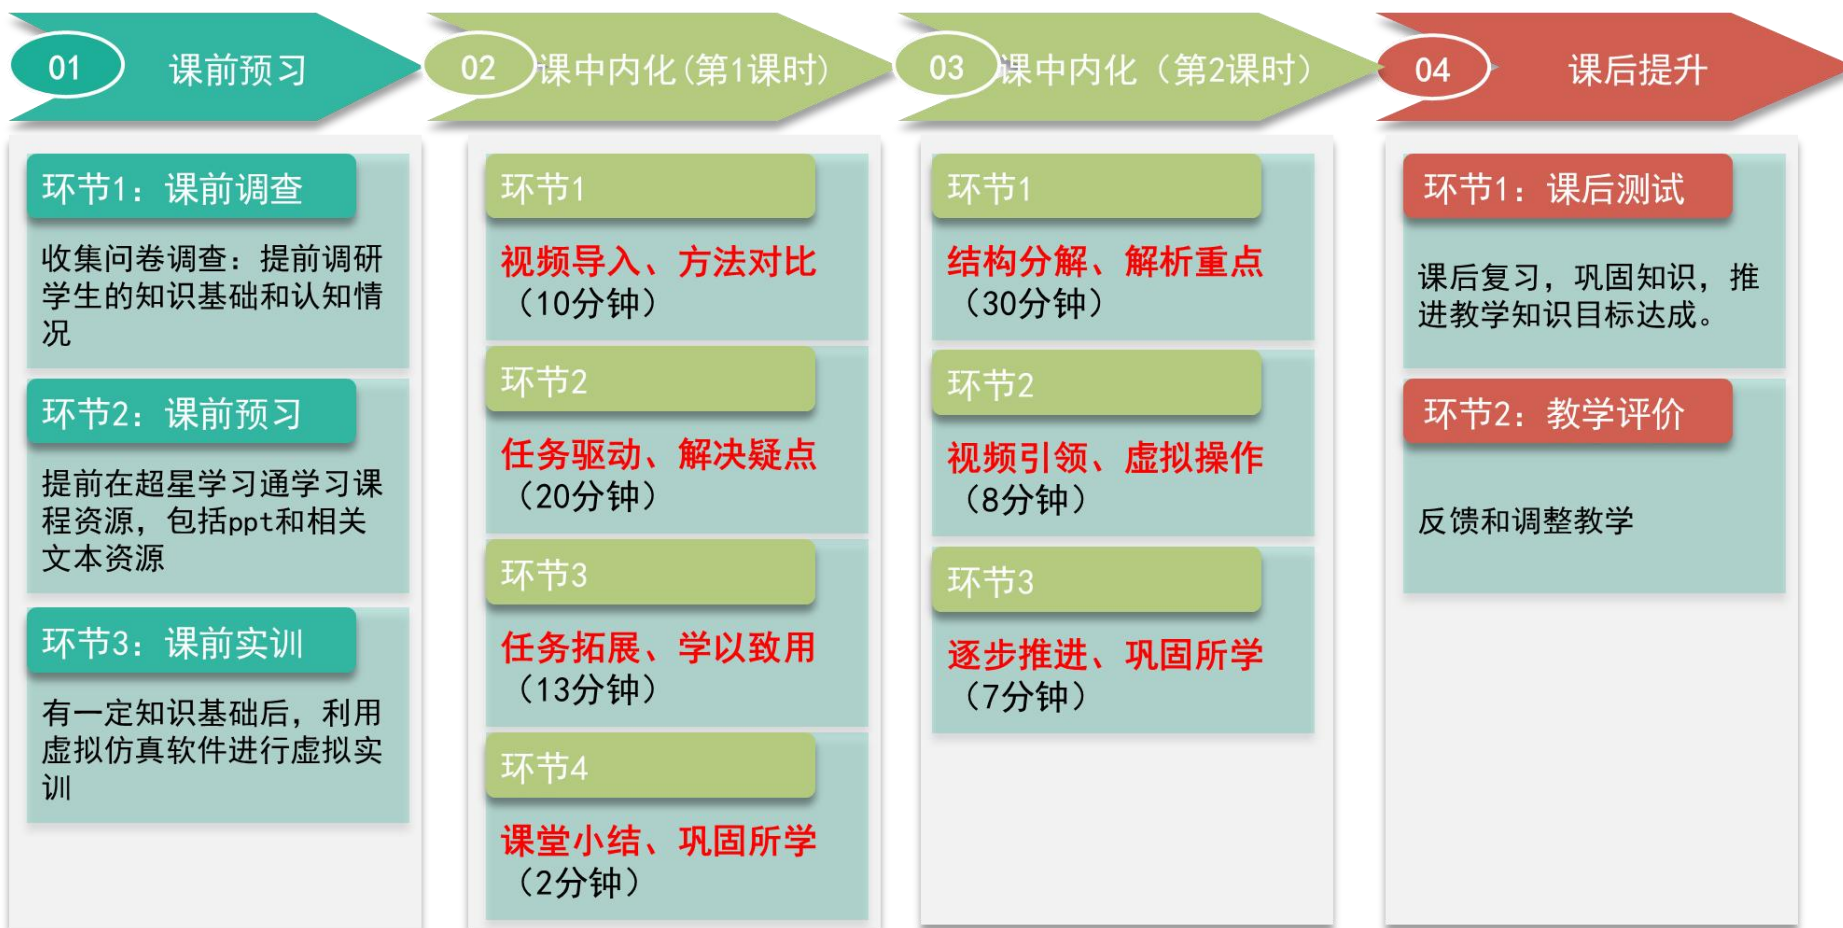 01
课前预习
环节1：课前调查
收集问卷调查：提前调研
学生的知识基础和认知情
况
环节2：课前预习
提前在超星学习通学习课
程资源，包括ppt和相关
文本资源
环节3：课前实训
有一定知识基础后，利用
虚拟仿真软件进行虚拟实
训
02
课中内化(第1课时)
环节1
视频导入、方法对比
（10分钟）
环节2
任务驱动、解决疑点
（20分钟）
环节3
任务拓展、学以致用
（13分钟）
环节4
课堂小结、巩固所学
（2分钟）
03
课中内化（第2课时）
环节1
结构分解、解析重点
（30分钟）
环节2
视频引领、虚拟操作
（8分钟）
环节3
逐步推进、巩固所学
（7分钟）
04
课后提升
环节1：课后测试
课后复习，巩固知识，推
进教学知识目标达成。
环节2：教学评价
反馈和调整教学